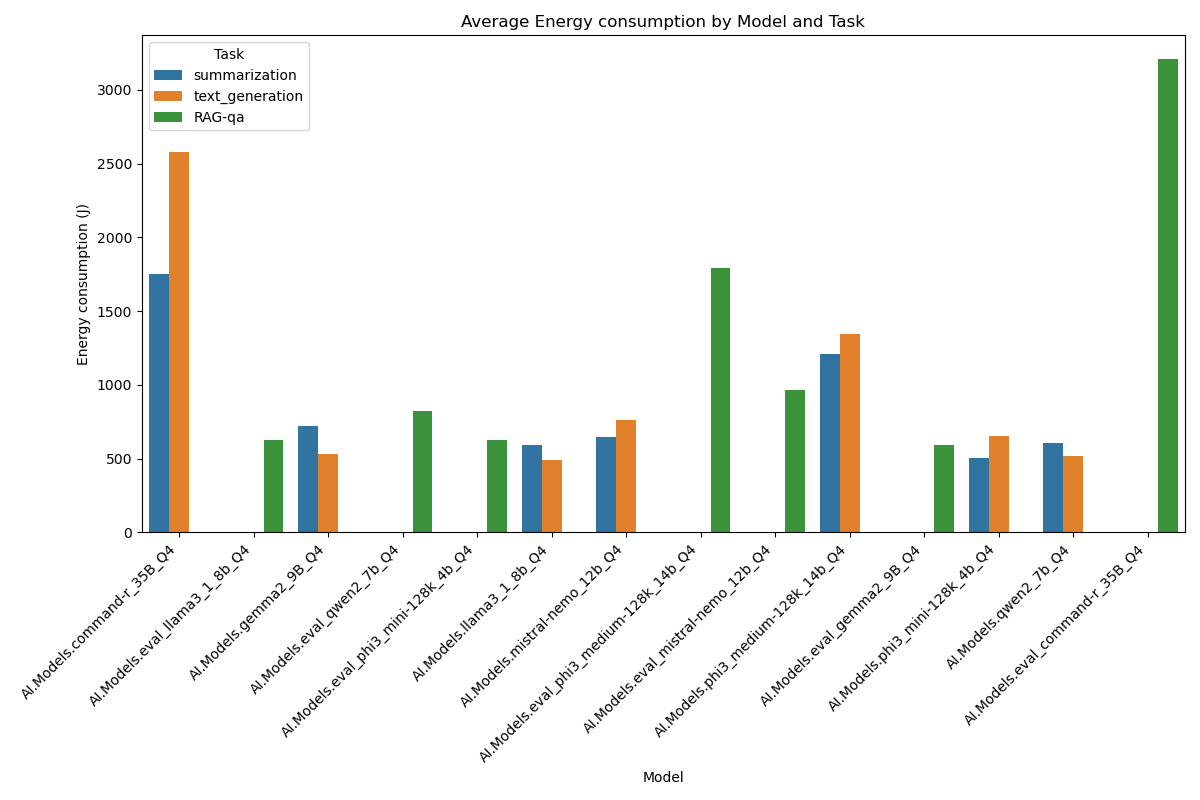 Average Energy consumption by Model and Task
Task
summarization
text_generation
RAG-qa
Energy consumption (J)
3000
2500
2000
1500
1000
500
0
AI.Models.command-r_35B_Q4
AI.Models.eval_llama3_1_8b_Q4
AI.Models.gemma2_9B_Q4
AI.Models.eval_qwen2_7b_Q4
AI.Models.eval_phi3_mini-128k_4b_Q4
AI.Models.llama3_1_8b_Q4
AI.Models.mistral-nemo_12b_Q4
AI.Models.eval_phi3_medium-128k_14b_Q4
AI.Models.eval_mistral-nemo_12b_Q4
AI.Models.phi3_medium-128k_14b_Q4
AI.Models.eval_gemma2_9B_Q4
AI.Models.phi3_mini-128k_4b_Q4
AI.Models.qwen2_7b_Q4
AI.Models.eval_command-r_35B_Q4
Model